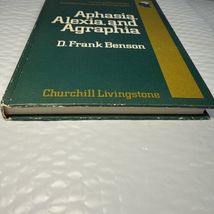 Aphasia,
Alexia, and
Agraphia
D. Frank Benson
Churchill Livingstone